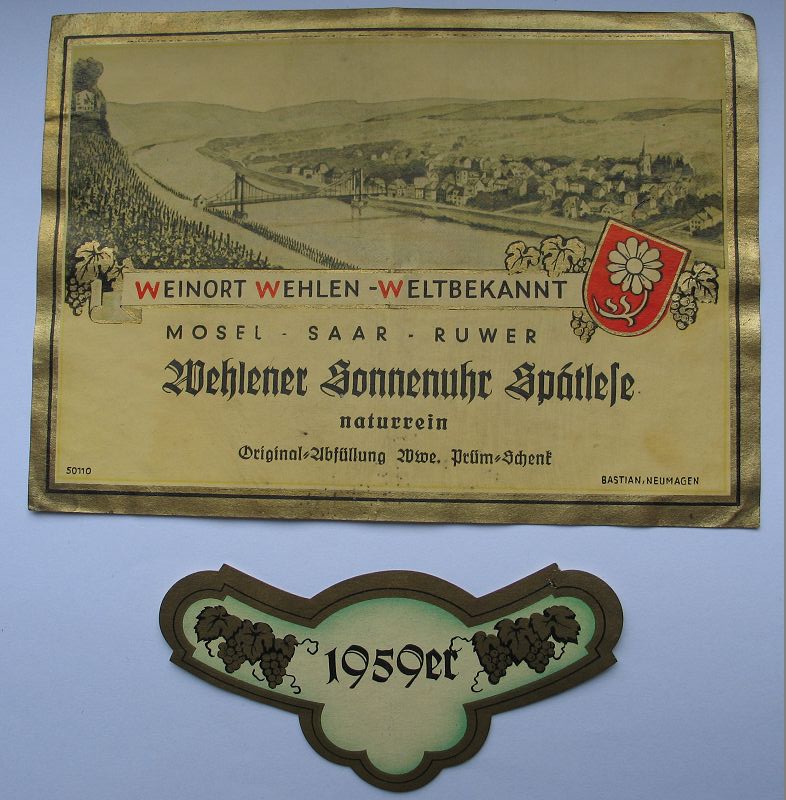 WEINORT WEHLEN - WELTBEKANNT
MOSEL - SAAR - RUWER
Wehlener Sonnenuhr Spätleſe
naturrein
Original-Abfüllung Wwe. Prüm-Schenk
50110
BASTIAN, NEUMAGEN
1959er